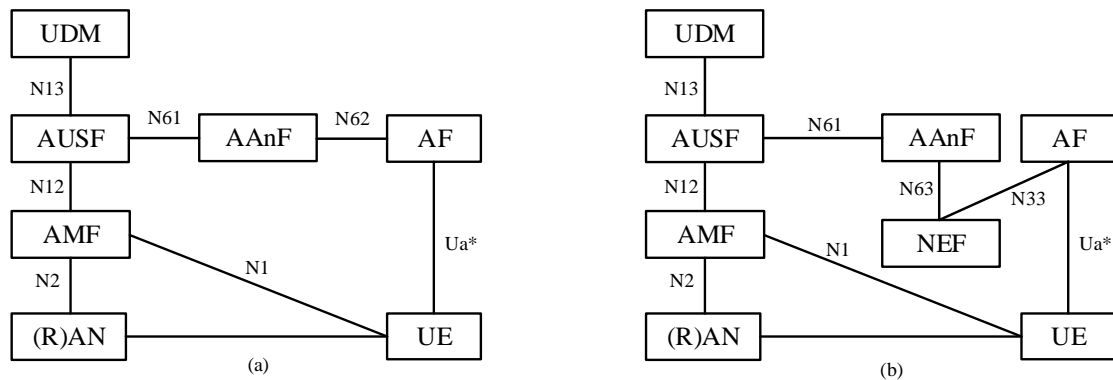 UDM
N13
AUSF
N61
AAnF
N62
AF
N12
AMF
N1
Ua*
N2
(R)AN
UE
(a)
UDM
N13
AUSF
N61
AAnF
AF
N12
N63
N33
AMF
NEF
N1
Ua*
N2
(R)AN
UE
(b)